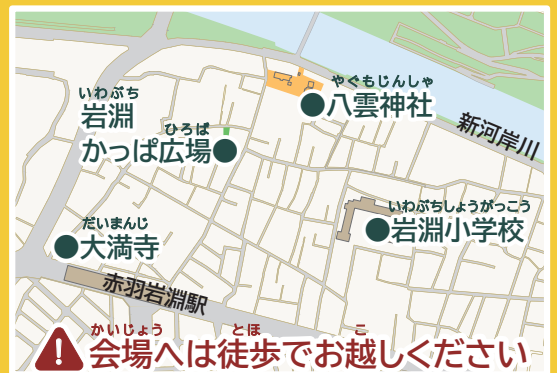 やぐもじんしゃ
●八雲神社
いわぶち
岩淵
ひろば
かっぱ広場●
新河岸川
いわぶちしょうがっこう
●岩淵小学校
だいまんじ
●大満寺
赤羽岩淵駅
かいじょう とほ こ
会場へは徒歩でお越しください